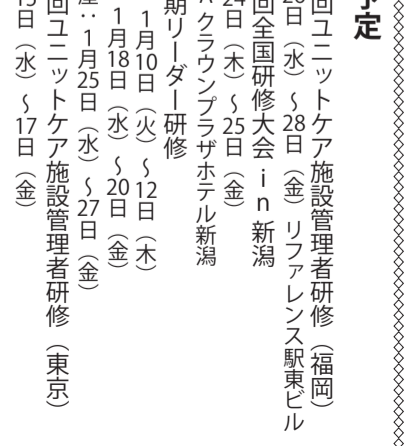 予定
回ユニットケア施設管理者研修（福岡）
日（水）～28日（金）リファレンス駅東ビル
回全国研修大会ｉｎ新潟
24日（木）～25日（金）
クラウンプラザホテル新潟
期リーダー研修
1月10日（火）～12日（木）
1月18日（水）～20日（金）
：1月25日（水）～27日（金）
回ユニットケア施設管理者研修（東京）
15日（水）～17日（金）